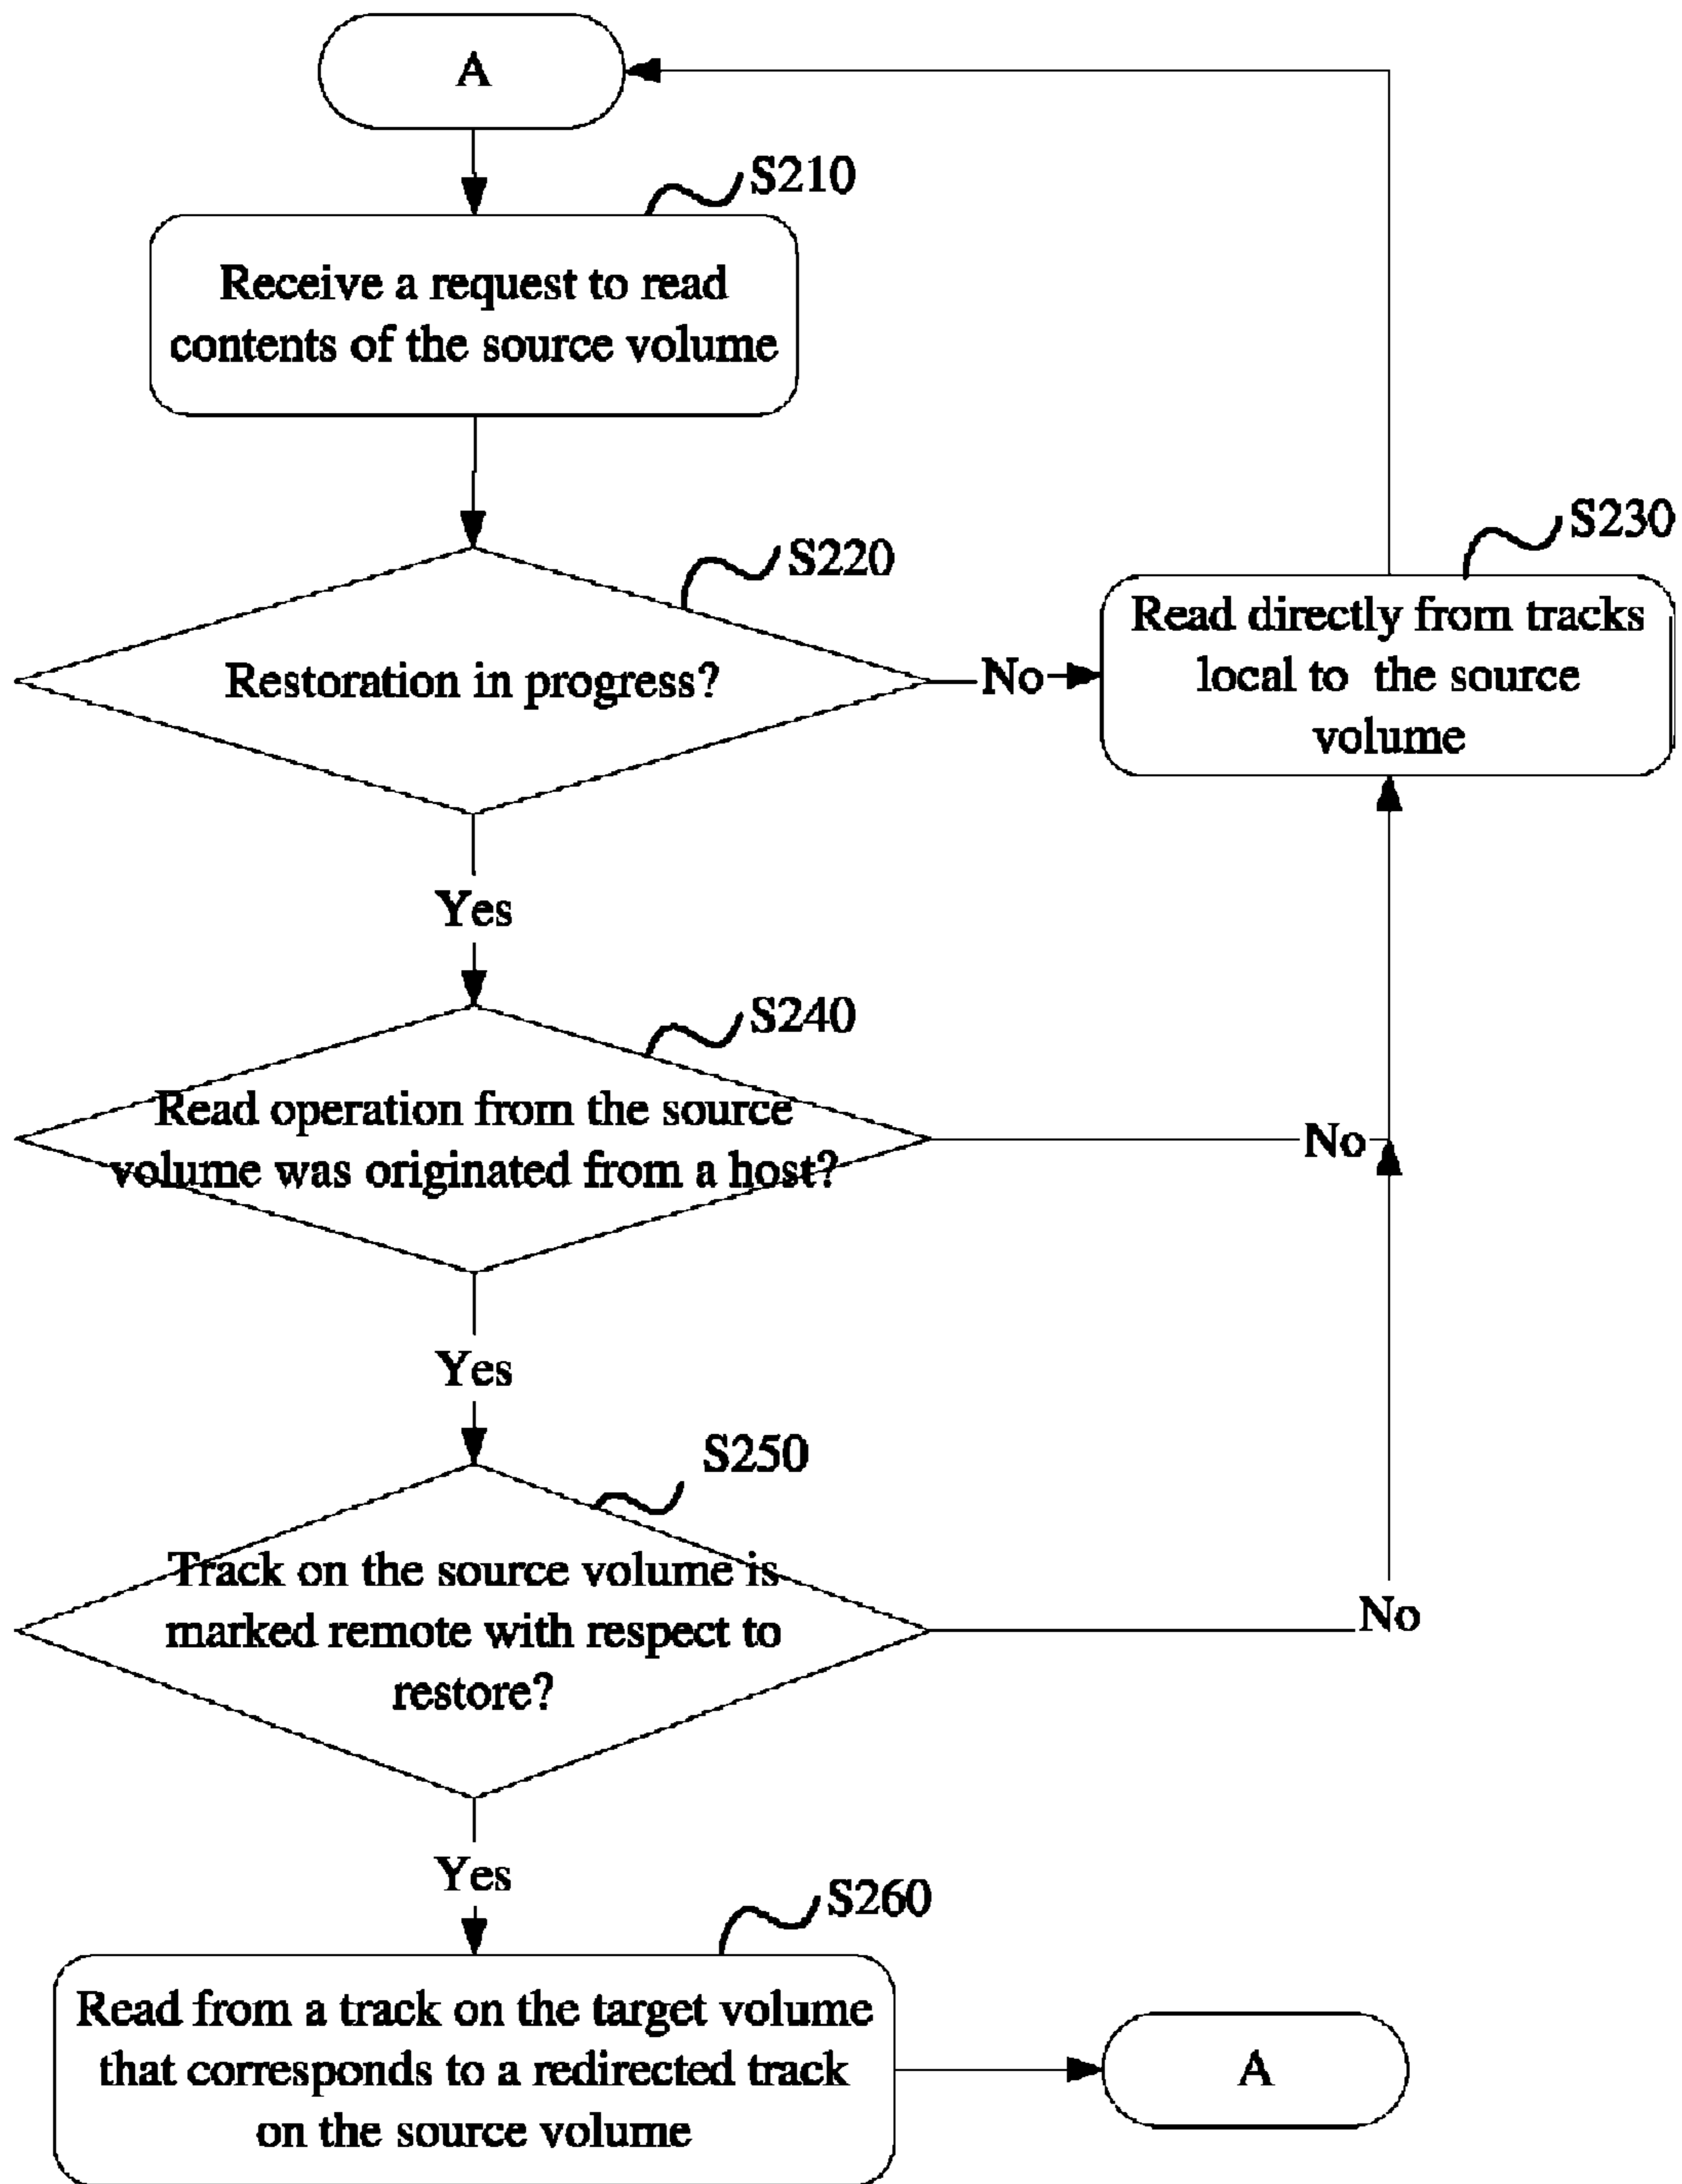 A
S210
Receive a request to read
contents of the source volume
S220
Restoration in progress?
No
S230
Read directly from tracks
local to the source
volume
Yes
S240
Read operation from the source
volume was originated from a host?
No
Yes
S250
Track on the source volume is
marked remote with respect to
restore?
No
Yes
S260
Read from a track on the target volume
that corresponds to a redirected track
on the source volume
A